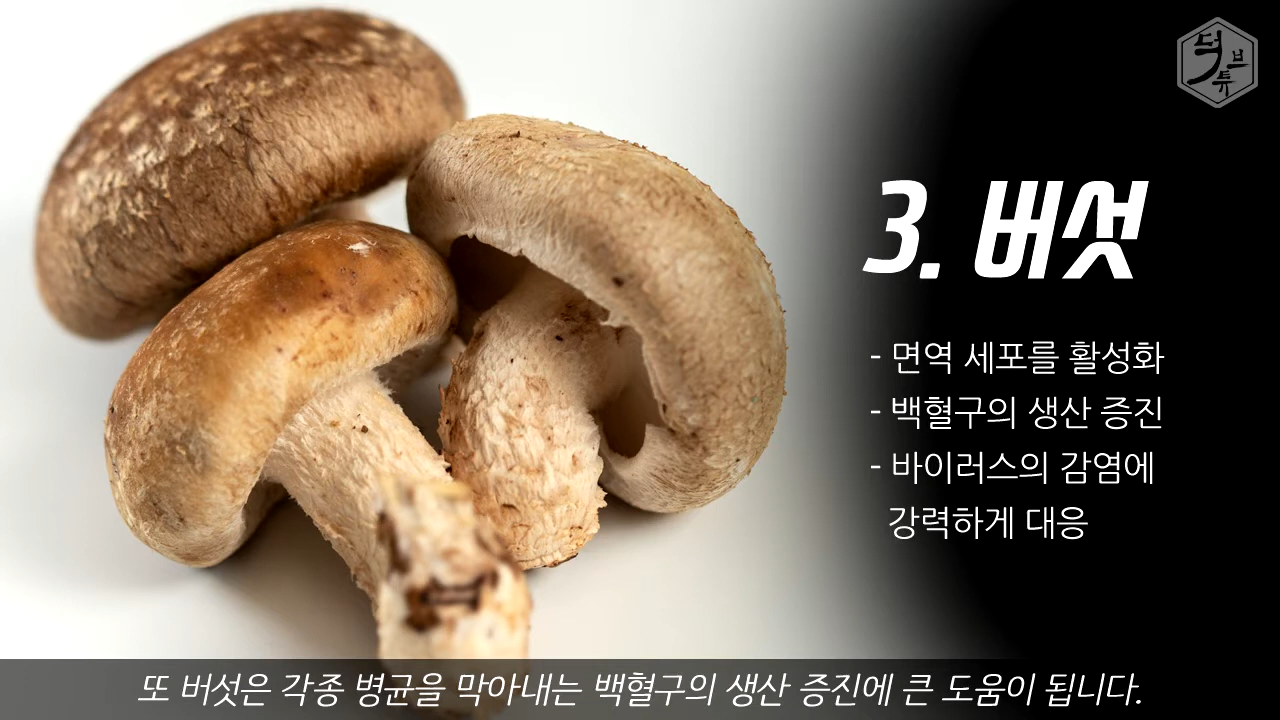 덕
브
튜
3. 버섯
- 면역 세포를 활성화
- 백혈구의 생산 증진
- 바이러스의 감염에
강력하게 대응
또 버섯은 각종 병균을 막아내는 백혈구의 생산 증진에 큰 도움이 됩니다.